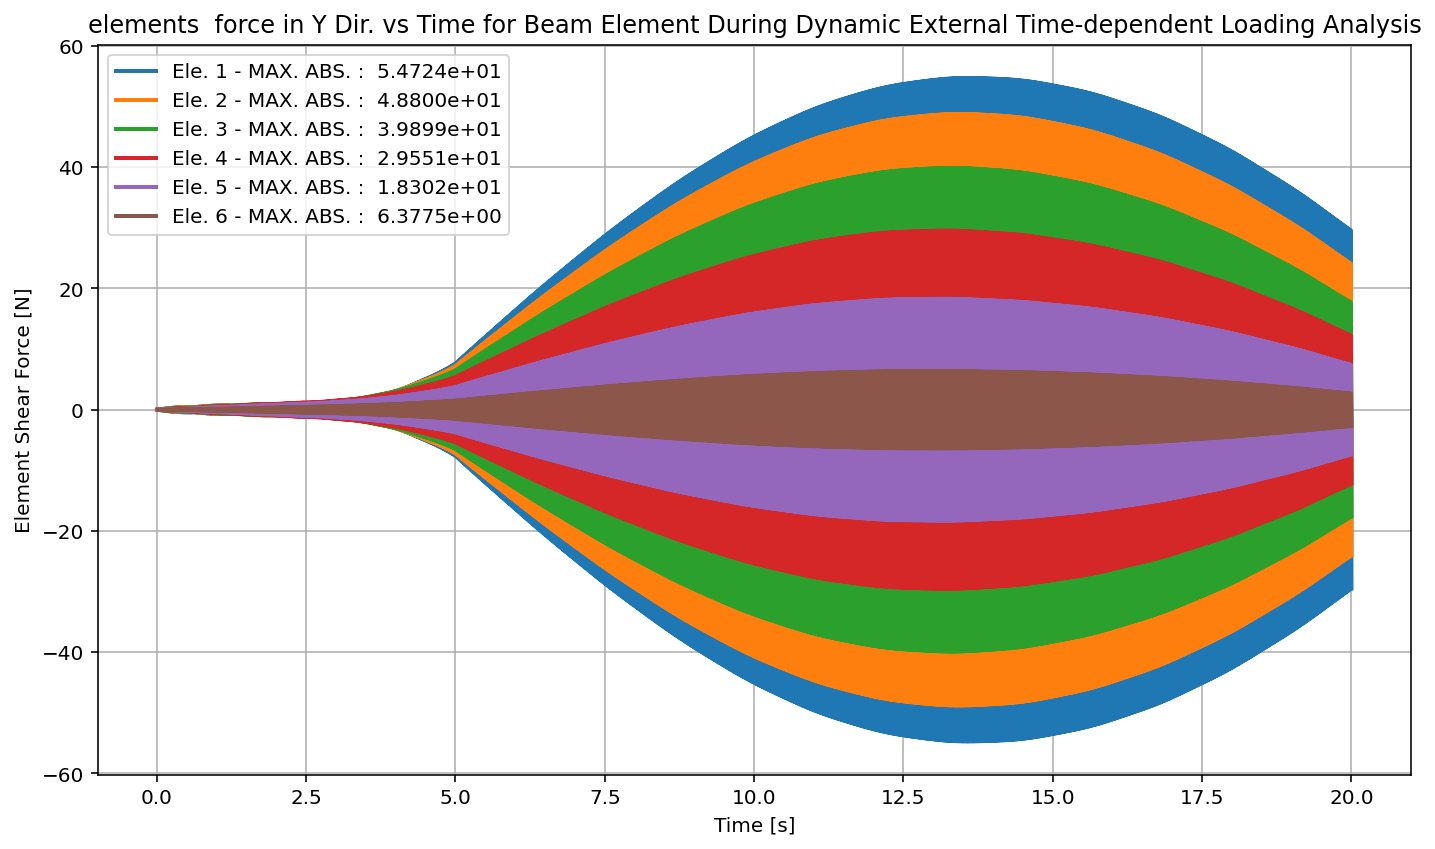 elements  force in Y Dir. vs Time for Beam Element During Dynamic External Time-dependent Loading Analysis
Ele. 1 - MAX. ABS. :  5.4724e+01
Ele. 2 - MAX. ABS. :  4.8800e+01
Ele. 3 - MAX. ABS. :  3.9899e+01
Ele. 4 - MAX. ABS. :  2.9551e+01
Ele. 5 - MAX. ABS. :  1.8302e+01
Ele. 6 - MAX. ABS. :  6.3775e+00
Element Shear Force [N]
60
40
20
0
−20
−40
−60
0.0 2.5 5.0 7.5 10.0 12.5 15.0 17.5 20.0
Time [s]